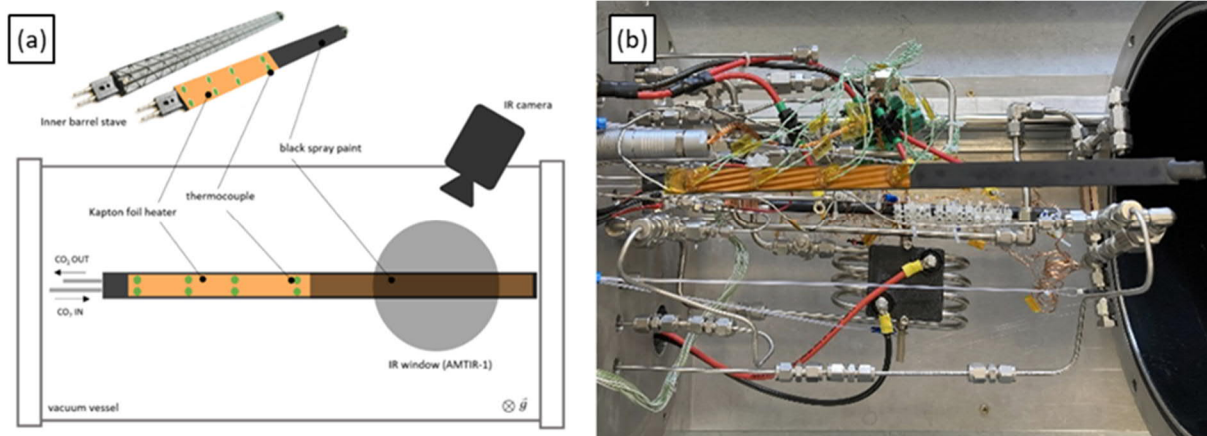 (a)
(b)
Inner barrel stave
IR camera
black spray paint
thermocouple
Kapton foil heater
CO₂ OUT
CO₂ IN
IR window (AMTIR-1)
vacuum vessel
⊗ g⃗